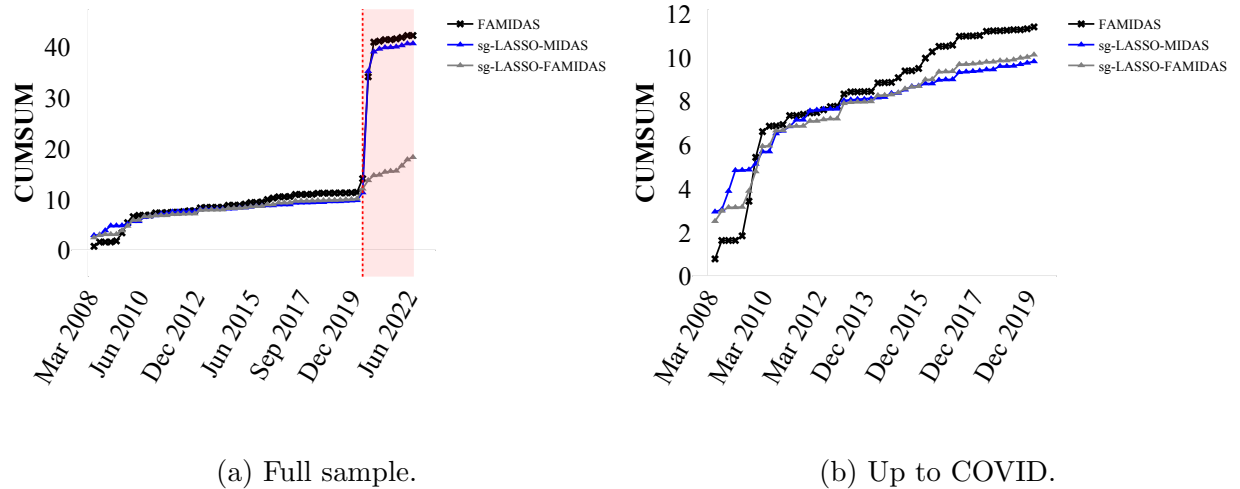 CUMSUM
40
30
20
10
0
Mar 2008
Jun 2010
Dec 2012
Jun 2015
Sep 2017
Dec 2019
Jun 2022
FAMIDAS
sg-LASSO-MIDAS
sg-LASSO-FAMIDAS
(a) Full sample.
CUMSUM
12
10
8
6
4
2
0
Mar 2008
Mar 2010
Mar 2012
Dec 2013
Dec 2015
Dec 2017
Dec 2019
FAMIDAS
sg-LASSO-MIDAS
sg-LASSO-FAMIDAS
(b) Up to COVID.